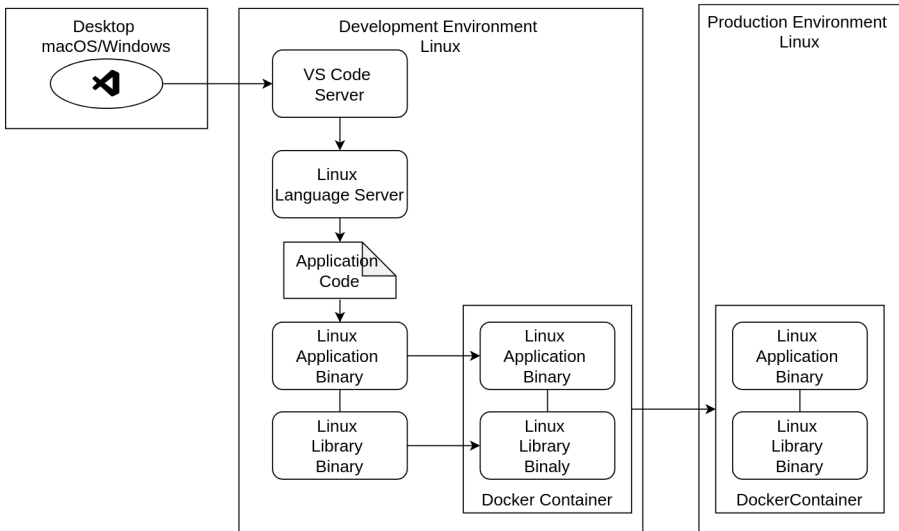 Desktop
macOS/Windows
Development Environment
Linux
Production Environment
Linux
VS Code
Server
Linux
Language Server
Application
Code
Linux
Application
Binary
Linux
Library
Binary
Linux
Application
Binary
Linux
Library
Binaly
Docker Container
Linux
Application
Binary
Linux
Library
Binary
DockerContainer